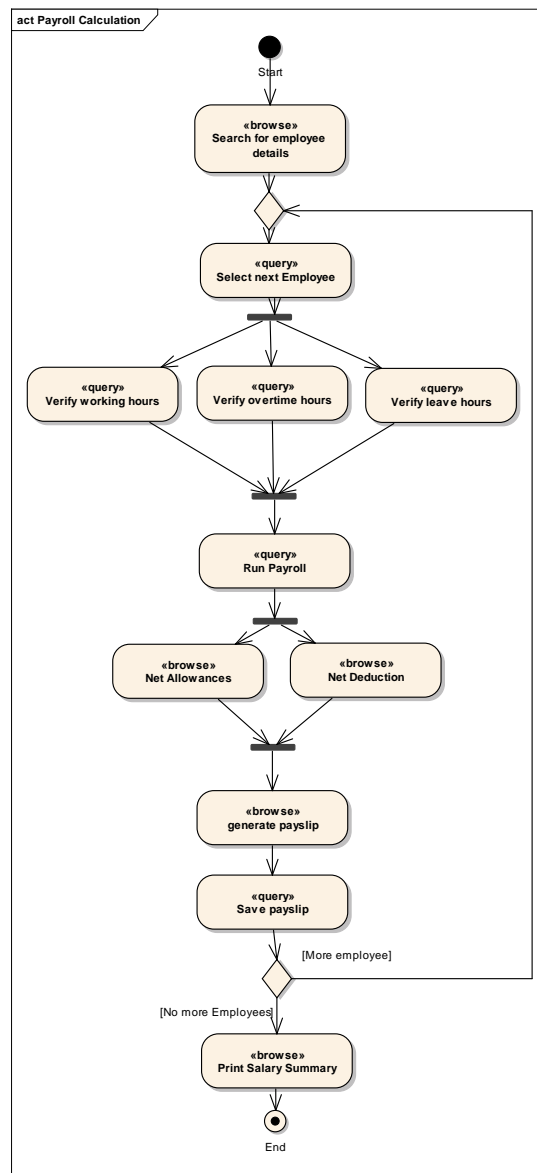 act Payroll Calculation
Start
«browse»
Search for employee
details
«query»
Select next Employee
«query»
Verify working hours
«query»
Verify overtime hours
«query»
Verify leave hours
«query»
Run Payroll
«browse»
Net Allowances
«browse»
Net Deduction
«browse»
generate payslip
«query»
Save payslip
[More employee]
[No more Employees]
«browse»
Print Salary Summary
End